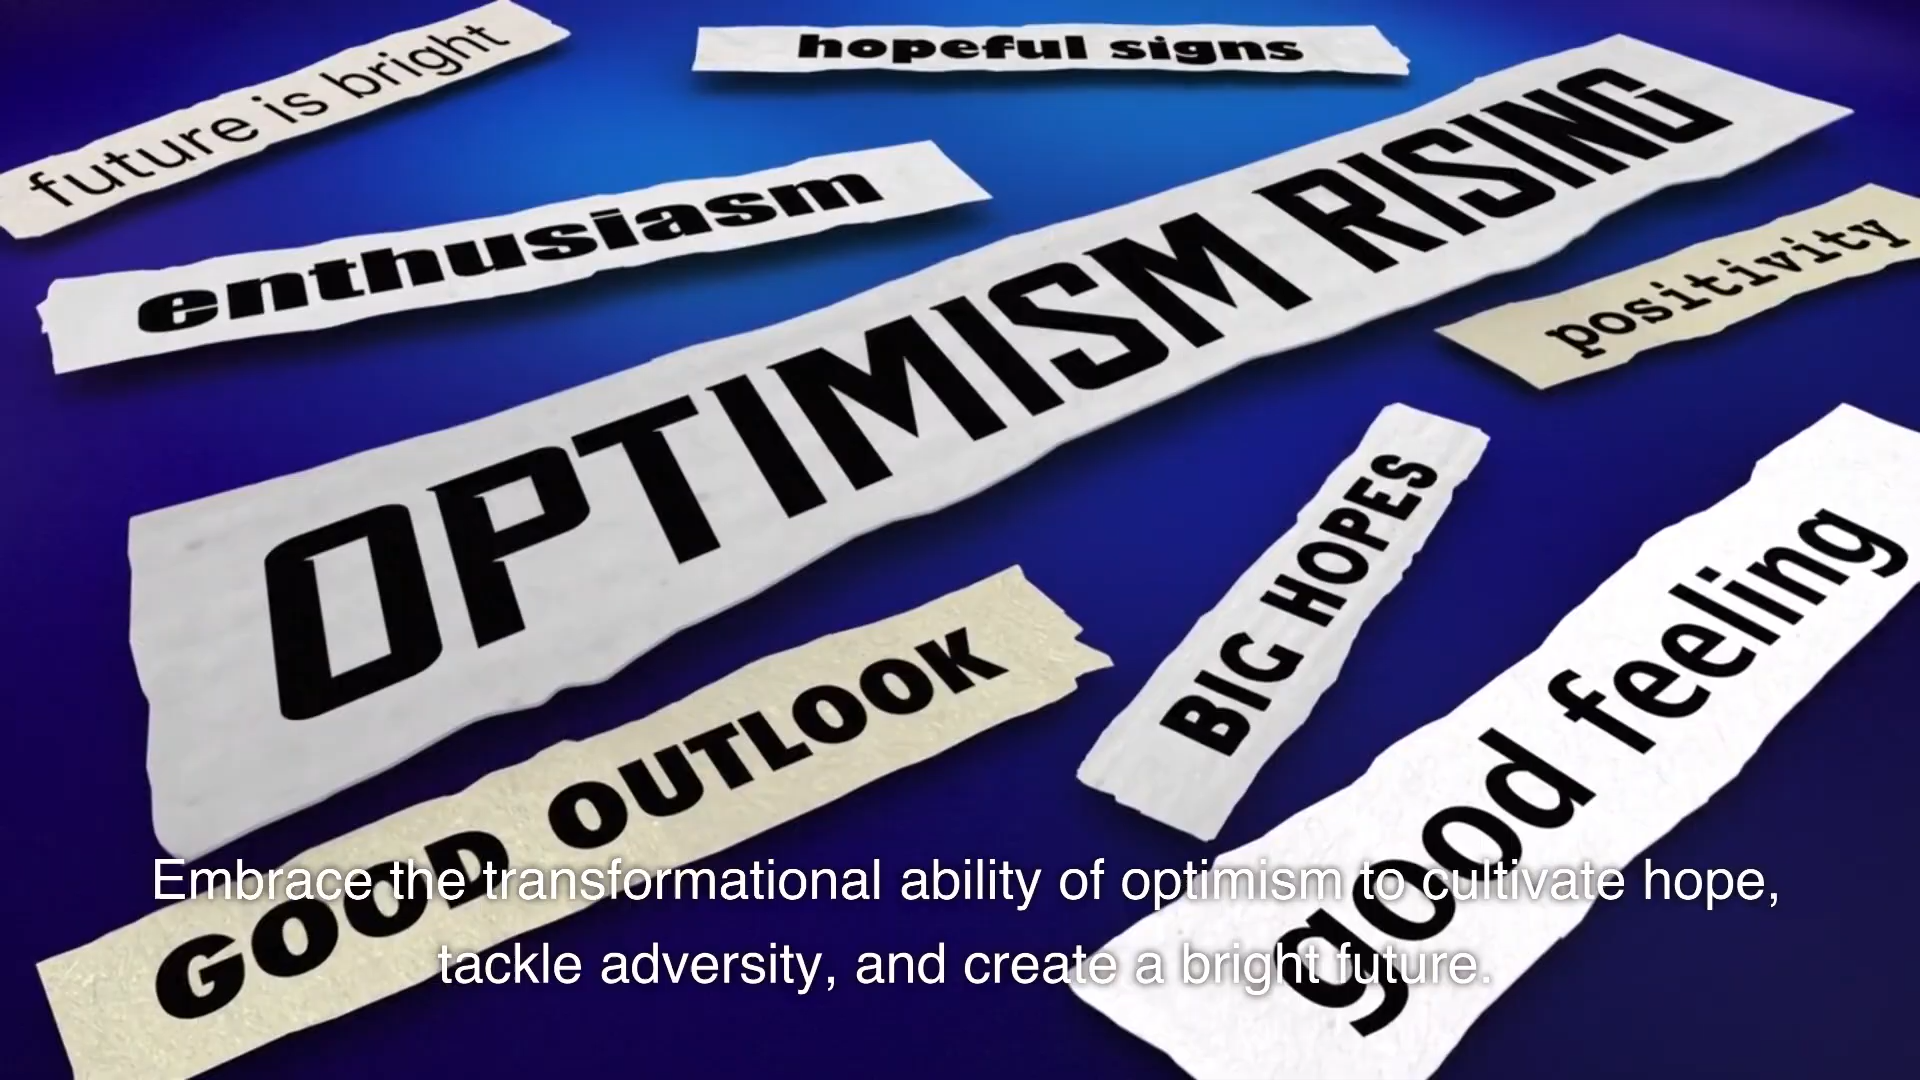 future is bright
hopeful signs
enthusiasm
OPTIMISM RISING
positivity
BIG HOPES
GOOD OUTLOOK
good feeling
Embrace the transformational ability of optimism to cultivate hope,
tackle adversity, and create a bright future.